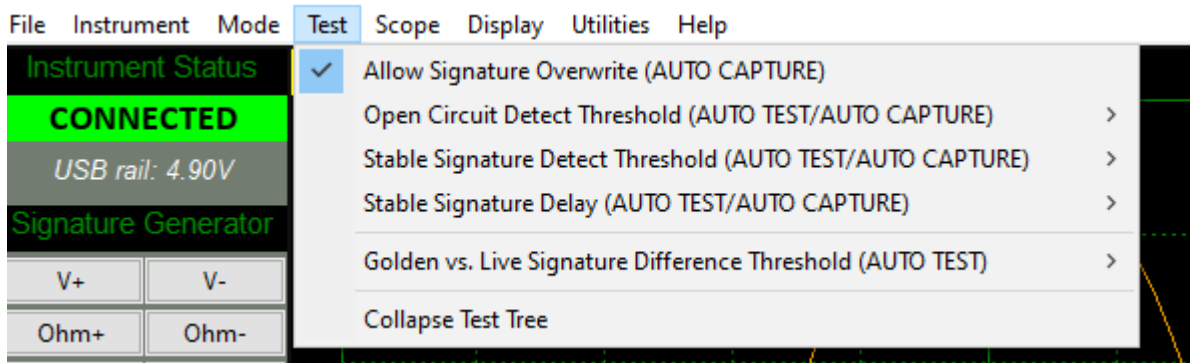 File Instrument Mode Test Scope Display Utilities Help
Instrument Status
CONNECTED
USB rail: 4.90V
Signature Generator
V+ V-
Ohm+ Ohm-
Allow Signature Overwrite (AUTO CAPTURE)
Open Circuit Detect Threshold (AUTO TEST/AUTO CAPTURE)
Stable Signature Detect Threshold (AUTO TEST/AUTO CAPTURE)
Stable Signature Delay (AUTO TEST/AUTO CAPTURE)
Golden vs. Live Signature Difference Threshold (AUTO TEST)
Collapse Test Tree